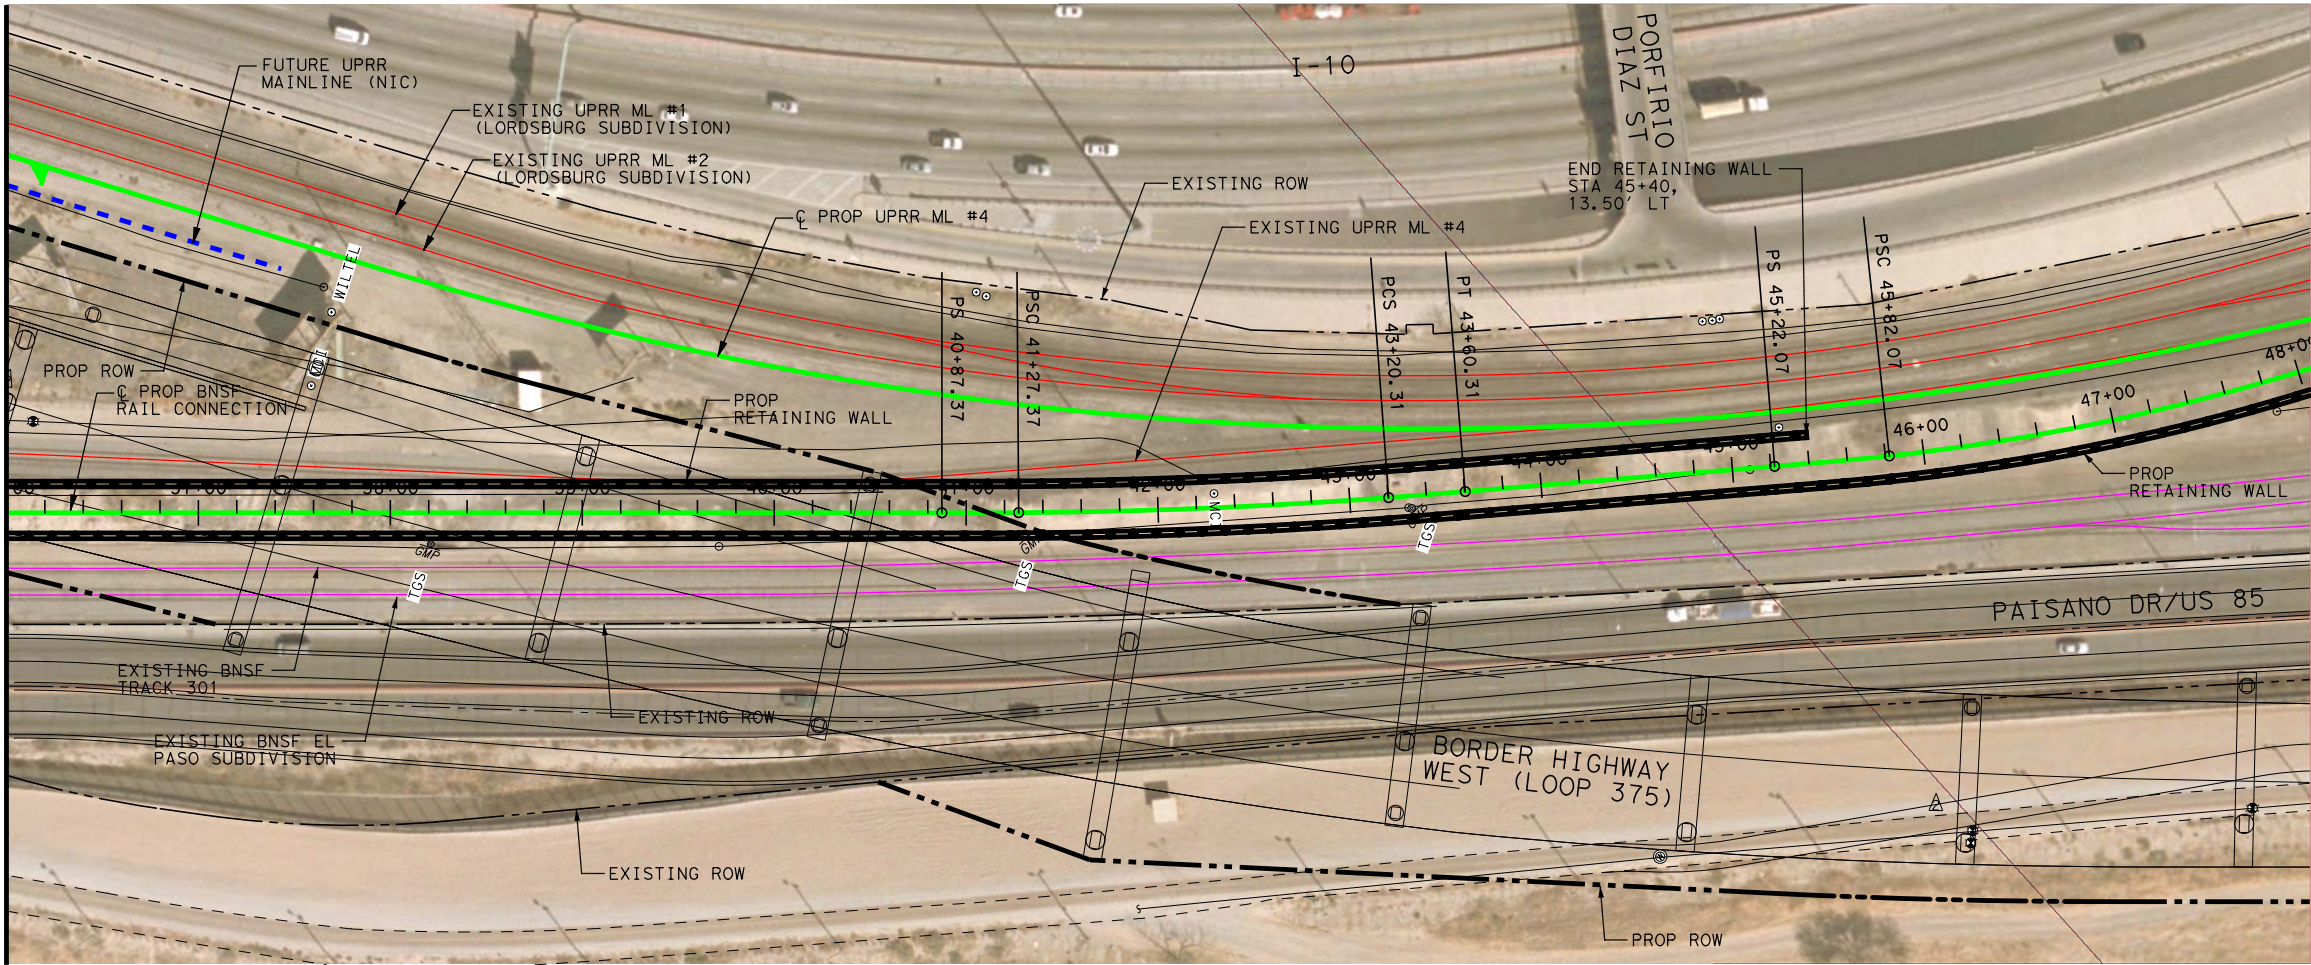 I-10
PORFIRIO
DIAZ ST
FUTURE UPRR
MAINLINE (NIC)
EXISTING UPRR ML #1
(LORDSBURG SUBDIVISION)
EXISTING UPRR ML #2
(LORDSBURG SUBDIVISION)
℄ PROP UPRR ML #4
EXISTING ROW
EXISTING UPRR ML #4
END RETAINING WALL
STA 45+40,
13.50' LT
WILTEL
MCI
PROP ROW
℄ PROP BNSF
RAIL CONNECTION
PROP
RETAINING WALL
PS 40+87.37
PSC 41+27.37
PCS 43+20.31
PT 43+60.31
PS 45+22.07
PSC 45+82.07
37+00
38+00
39+00
40+00
41+00
42+00
43+00
44+00
45+00
46+00
47+00
MCI
GMP
TGS
TGS
TGS
PROP
RETAINING WALL
PAISANO DR/US 85
EXISTING BNSF
TRACK 301
EXISTING BNSF EL
PASO SUBDIVISION
EXISTING ROW
BORDER HIGHWAY
WEST (LOOP 375)
EXISTING ROW
PROP ROW